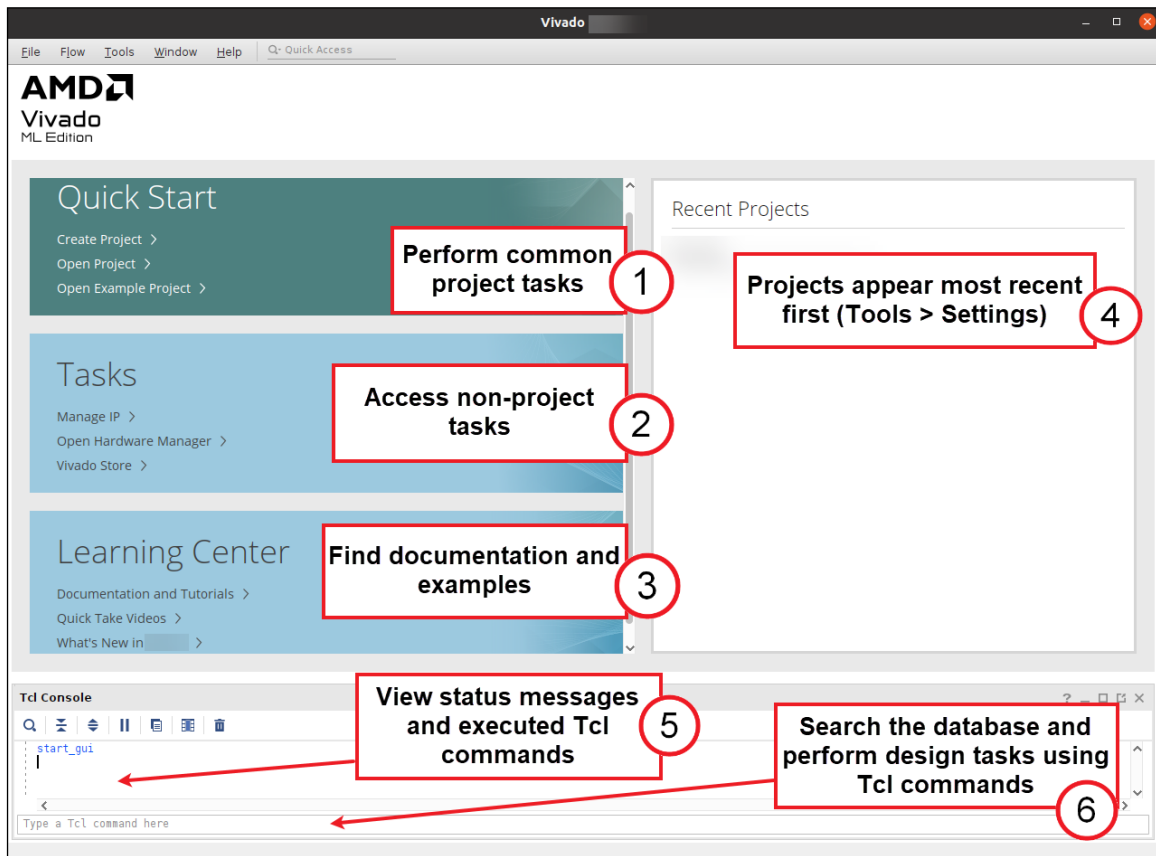 Vivado
File Flow Tools Window Help Quick Access
AMD
Vivado
ML Edition
Quick Start
Create Project >
Open Project >
Open Example Project >
Perform common
project tasks
1
Tasks
Manage IP >
Open Hardware Manager >
Vivado Store >
Access non-project
tasks
2
Learning Center
Documentation and Tutorials >
Quick Take Videos >
What's New in >
Find documentation and
examples
3
Recent Projects
Projects appear most recent
first (Tools > Settings)
4
Tcl Console
start_gui
View status messages
and executed Tcl
commands
5
Search the database and
perform design tasks using
Tcl commands
6
Type a Tcl command here